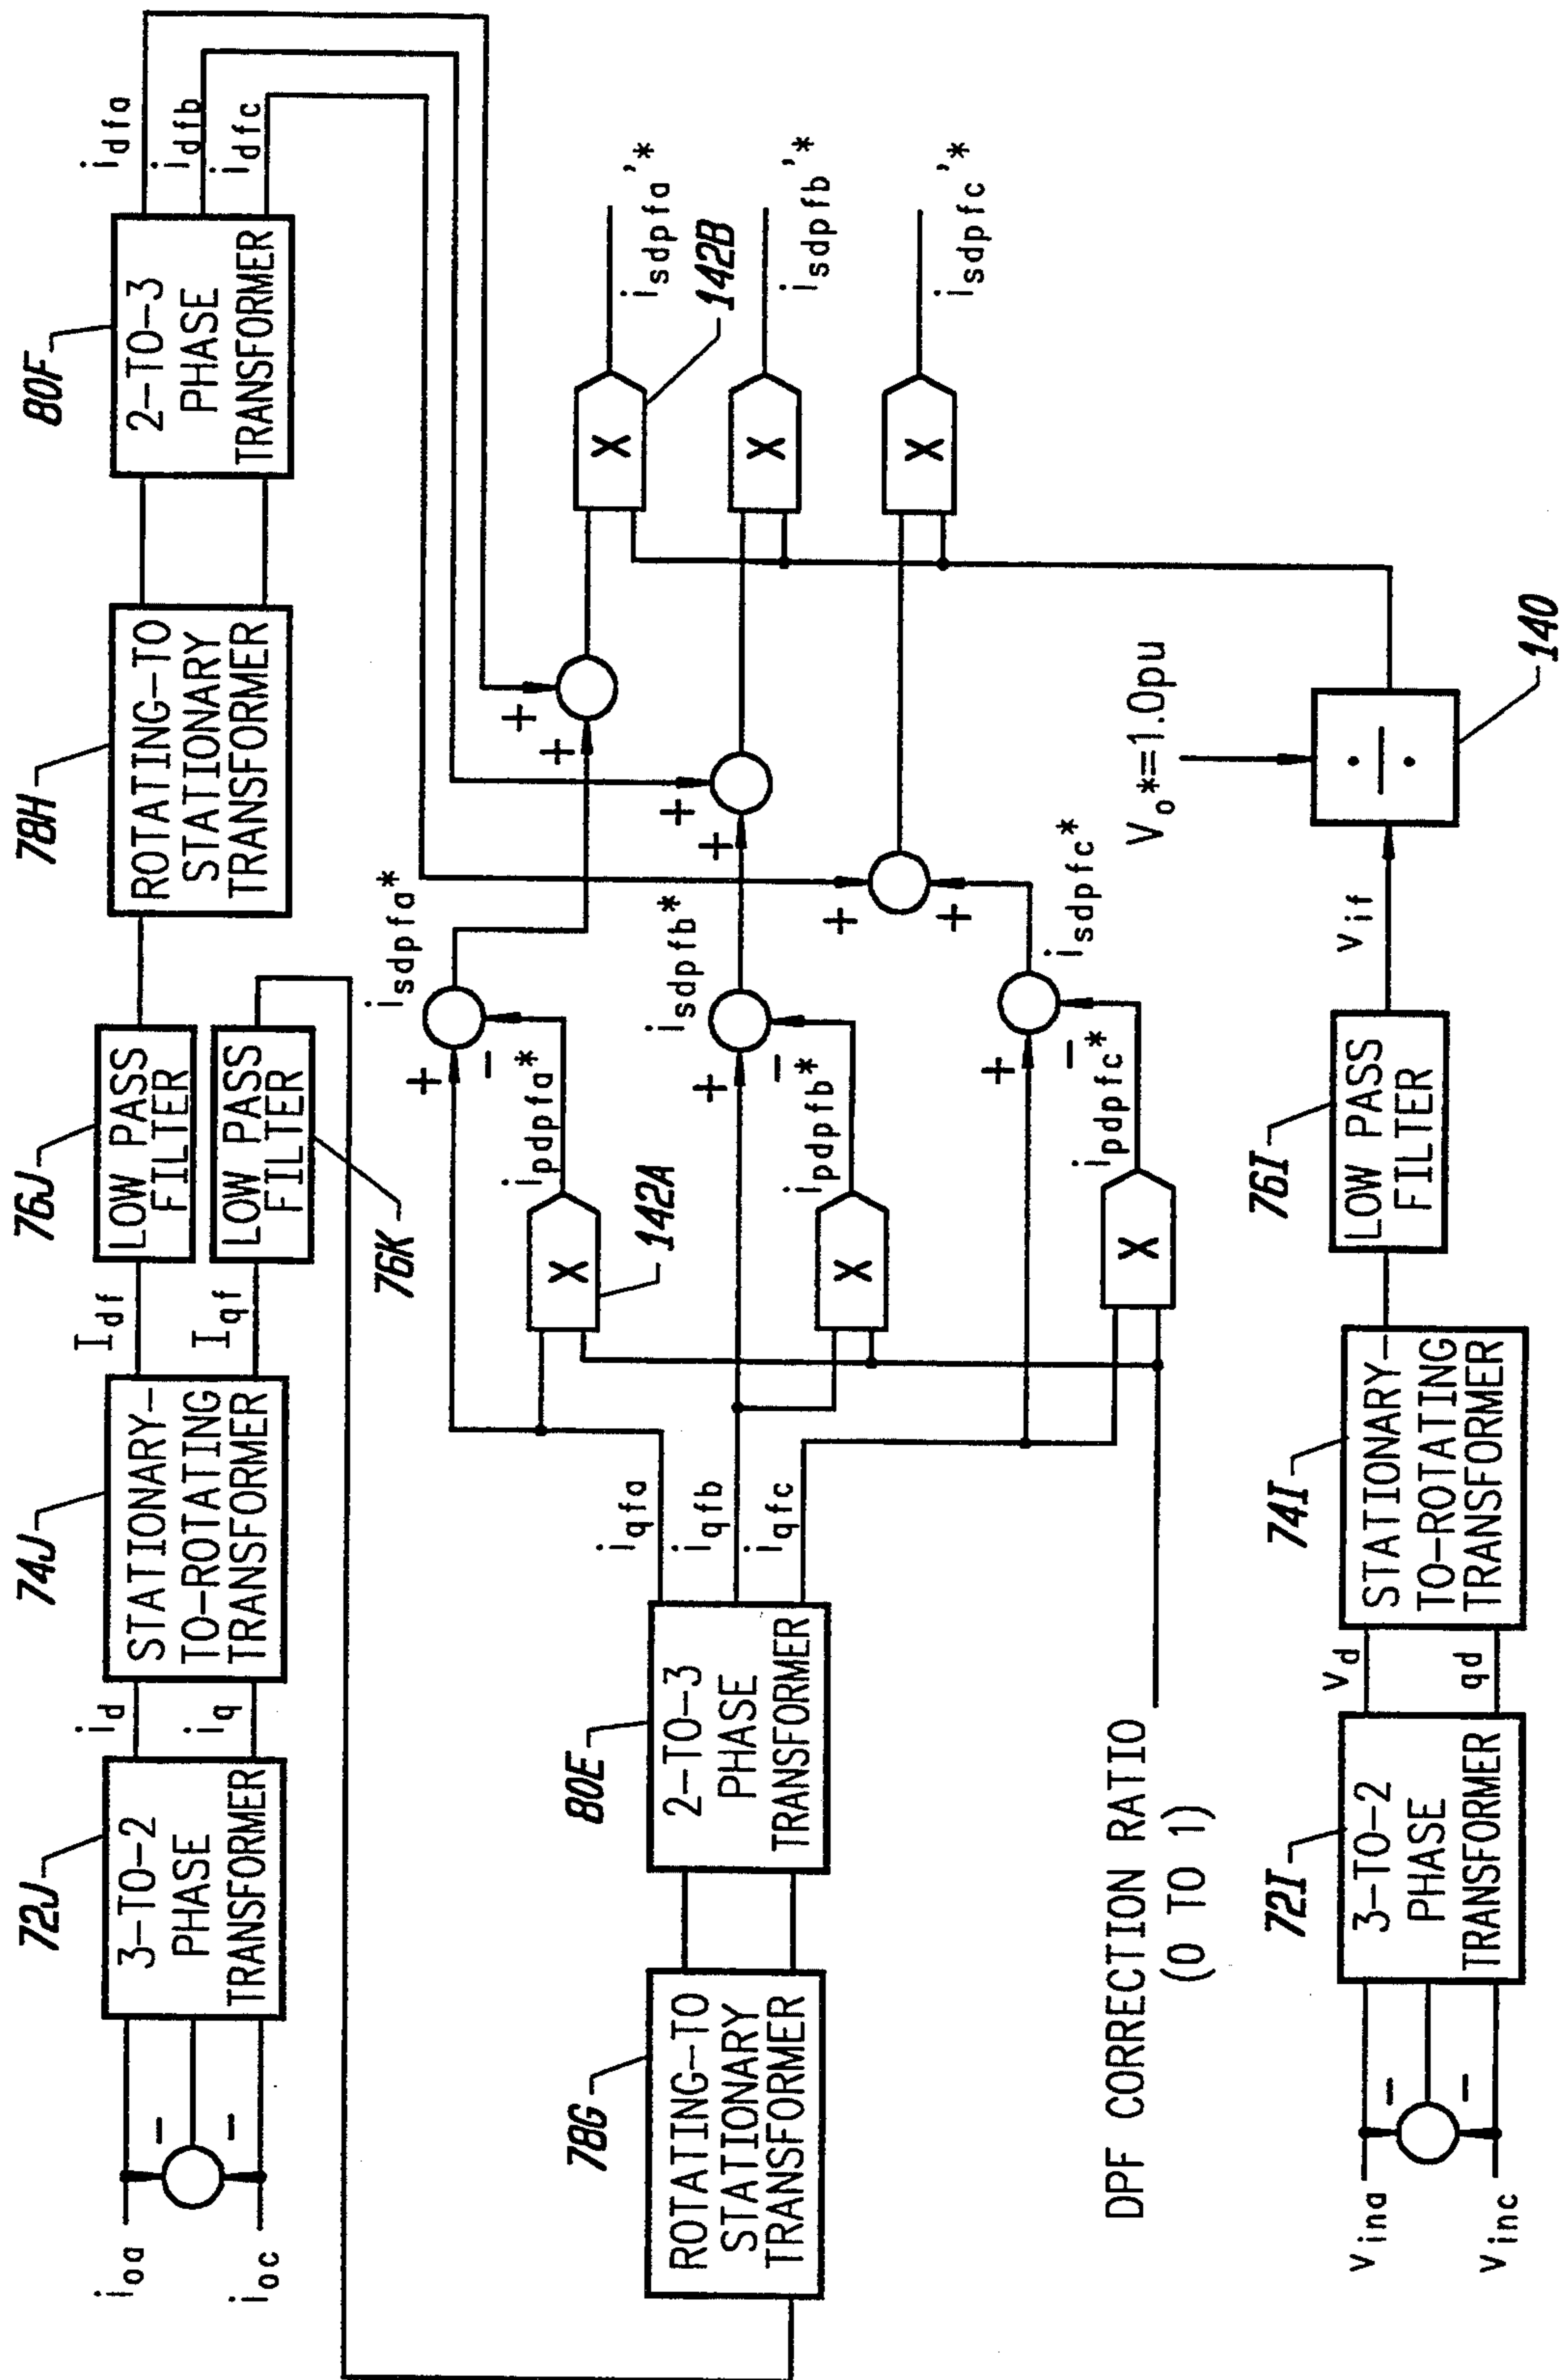 72J
3-TO-2
PHASE
TRANSFORMER
i_oa
i_oc
-
-
i_d
i_q
74J
STATIONARY-
TO-ROTATING
TRANSFORMER
I_df
I_qf
76J
LOW PASS
FILTER
LOW PASS
FILTER
76K
78H
ROTATING-TO
STATIONARY
TRANSFORMER
80F
2-TO-3
PHASE
TRANSFORMER
i_dfa
i_dfb
i_dfc
78G
ROTATING-TO
STATIONARY
TRANSFORMER
80E
2-TO-3
PHASE
TRANSFORMER
i_qfa
i_qfb
i_qfc
X
142A
X
X
i_pdpfa*
i_pdpfb*
i_pdpfc*
+
-
+
-
+
-
i_sdpfa*
i_sdpfb*
i_sdpfc*
+
+
+
+
+
+
X
142B
X
X
i_sdpfa'*
i_sdpfb'*
i_sdpfc'*
DPF CORRECTION RATIO
(0 TO 1)
V_o*=1.0pu
72I
3-TO-2
PHASE
TRANSFORMER
v_ina
v_inc
-
-
v_d
qd
74I
STATIONARY-
TO-ROTATING
TRANSFORMER
76I
LOW PASS
FILTER
v_if
÷
140